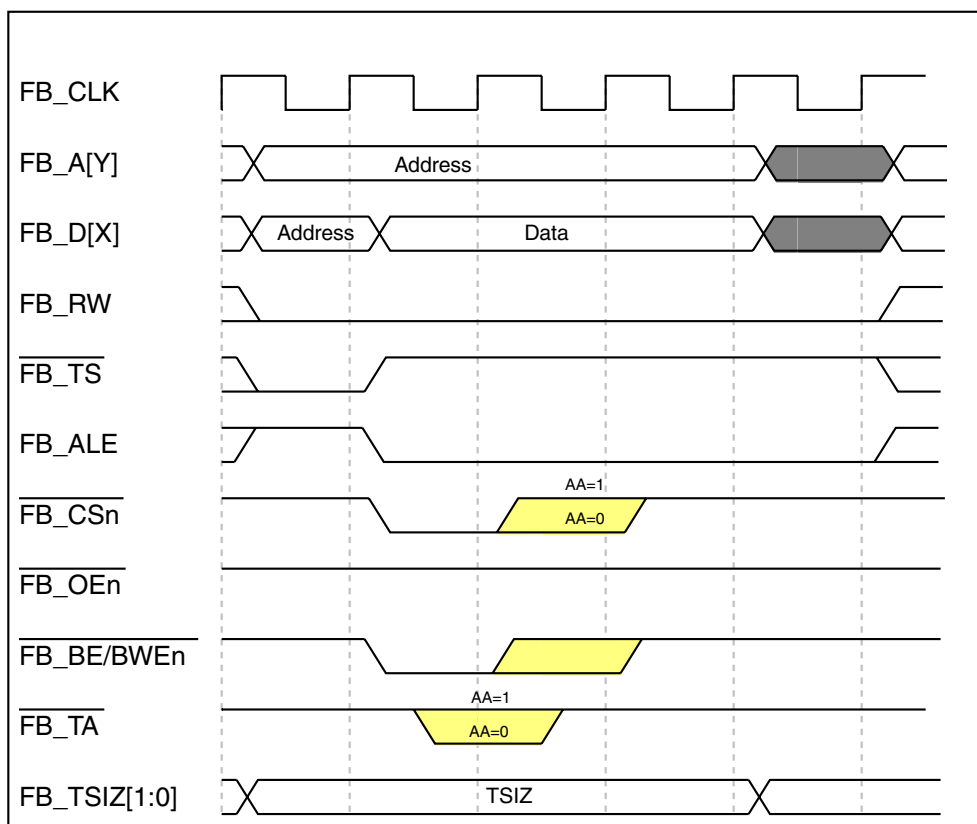 FB_CLK
FB_A[Y] Address
FB_D[X] Address Data
FB_RW
FB_TS
FB_ALE
AA=1
FB_CSn AA=0
FB_OEn
FB_BE/BWEn
AA=1
FB_TA AA=0
FB_TSIZ[1:0] TSIZ